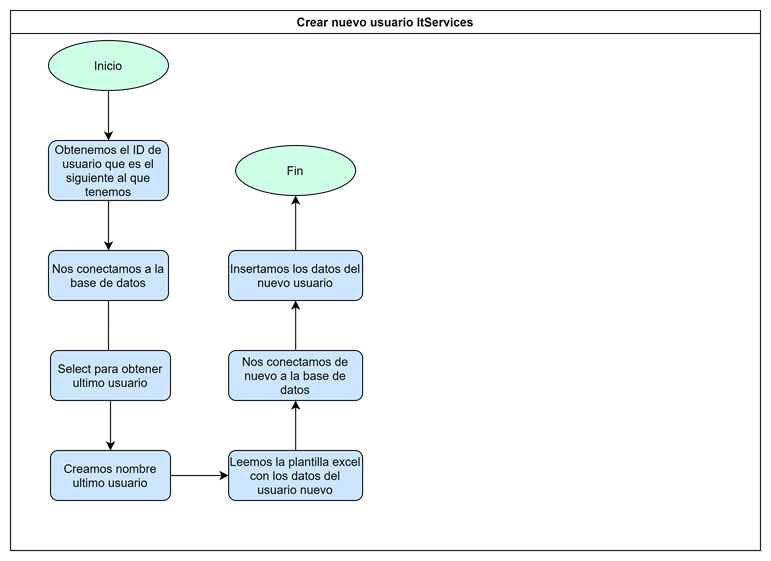 Crear nuevo usuario ItServices
Inicio
Obtenemos el ID de
usuario que es el
siguiente al que
tenemos
Nos conectamos a la
base de datos
Select para obtener
ultimo usuario
Creamos nombre
ultimo usuario
Leemos la plantilla excel
con los datos del
usuario nuevo
Nos conectamos de
nuevo a la base de
datos
Insertamos los datos del
nuevo usuario
Fin